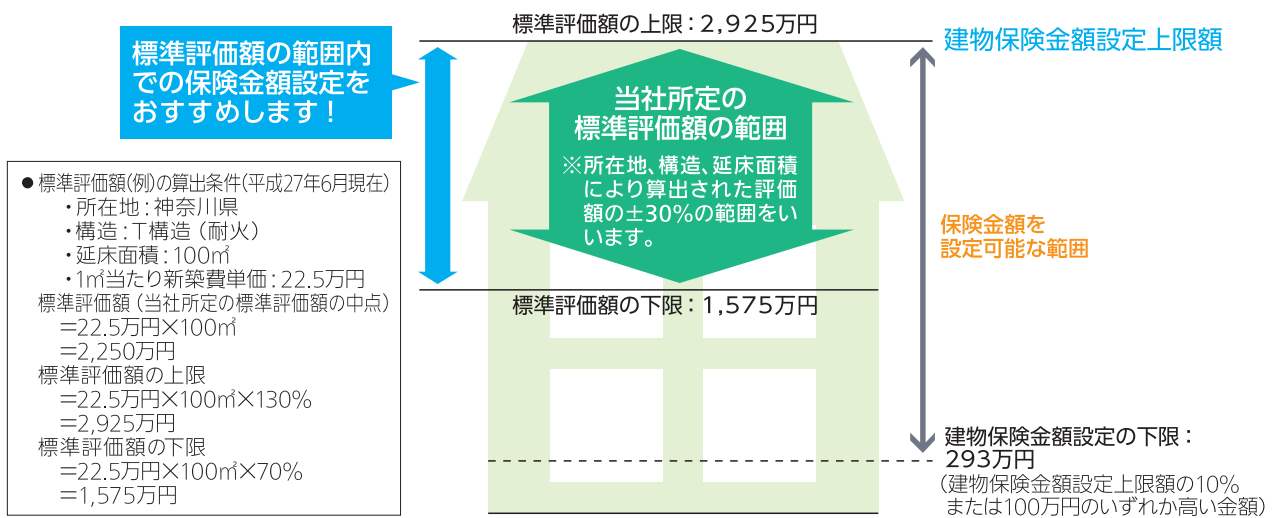 標準評価額の上限：2,925万円
建物保険金額設定上限額
標準評価額の範囲内
での保険金額設定を
おすすめします！
当社所定の
標準評価額の範囲
※所在地、構造、延床面積
により算出された評価
額の±30%の範囲をい
います。
●標準評価額(例)の算出条件(平成27年6月現在)
・所在地：神奈川県
・構造：T構造（耐火）
・延床面積：100㎡
・1㎡当たり新築費単価：22.5万円
標準評価額（当社所定の標準評価額の中点）
＝22.5万円×100㎡
＝2,250万円
標準評価額の上限
＝22.5万円×100㎡×130%
＝2,925万円
標準評価額の下限
＝22.5万円×100㎡×70%
＝1,575万円
保険金額を
設定可能な範囲
標準評価額の下限：1,575万円
建物保険金額設定の下限：
293万円
（建物保険金額設定上限額の10%
または100万円のいずれか高い金額）